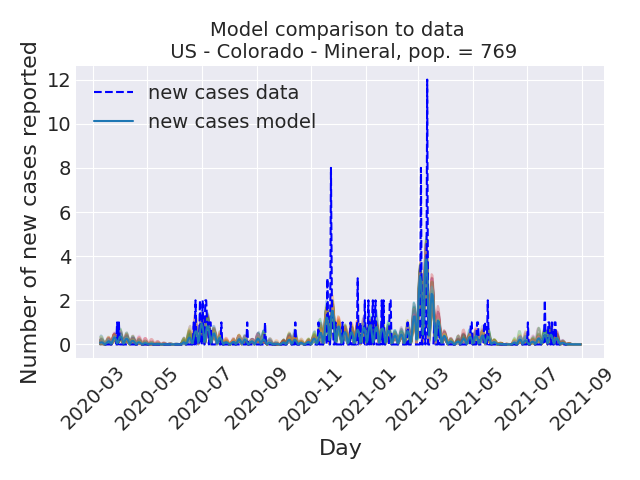 Model comparison to data
US - Colorado - Mineral, pop. = 769
Number of new cases reported
12
10
8
6
4
2
0
new cases data
new cases model
2020-03
2020-05
2020-07
2020-09
2020-11
2021-01
2021-03
2021-05
2021-07
2021-09
Day